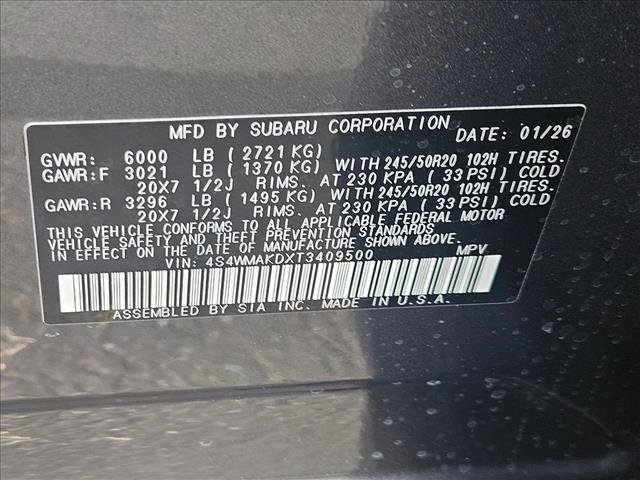 MFD BY SUBARU CORPORATION DATE: 01/26
GVWR: 6000 LB ( 2721 KG)
GAWR:F 3021 LB ( 1370 KG) WITH 245/50R20 102H TIRES.
20X7 1/2J RIMS. AT 230 KPA ( 33 PSI) COLD
GAWR:R 3296 LB ( 1495 KG) WITH 245/50R20 102H TIRES.
20X7 1/2J RIMS. AT 230 KPA ( 33 PSI) COLD
THIS VEHICLE CONFORMS TO ALL APPLICABLE FEDERAL MOTOR
VEHICLE SAFETY AND THEFT PREVENTION STANDARDS
IN EFFECT ON THE DATE OF MANUFACTURE SHOWN ABOVE.
VIN: 4S4WMAKDXT3409500 MPV
ASSEMBLED BY SIA INC. MADE IN U.S.A.